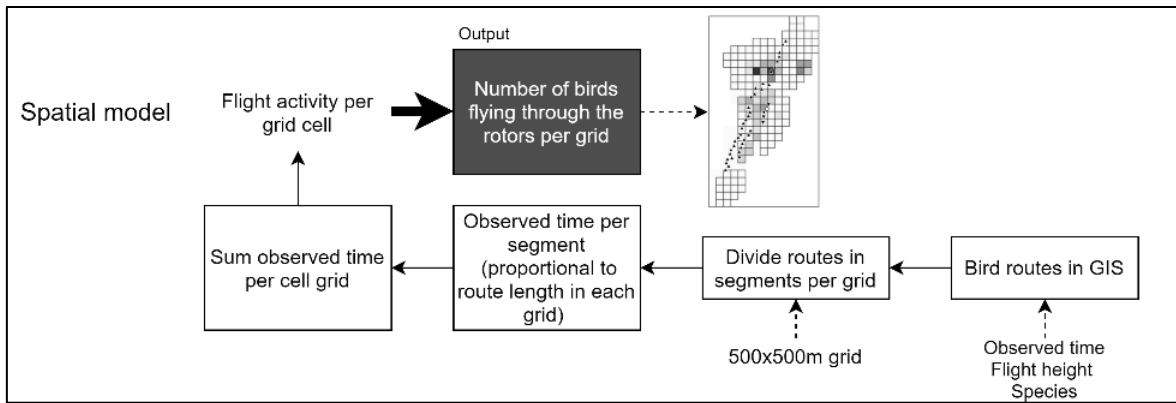 Output
Spatial model
Flight activity per
grid cell
Number of birds
flying through the
rotors per grid
Sum observed time
per cell grid
Observed time per
segment
(proportional to
route length in each
grid)
Divide routes in
segments per grid
Bird routes in GIS
500x500m grid
Observed time
Flight height
Species